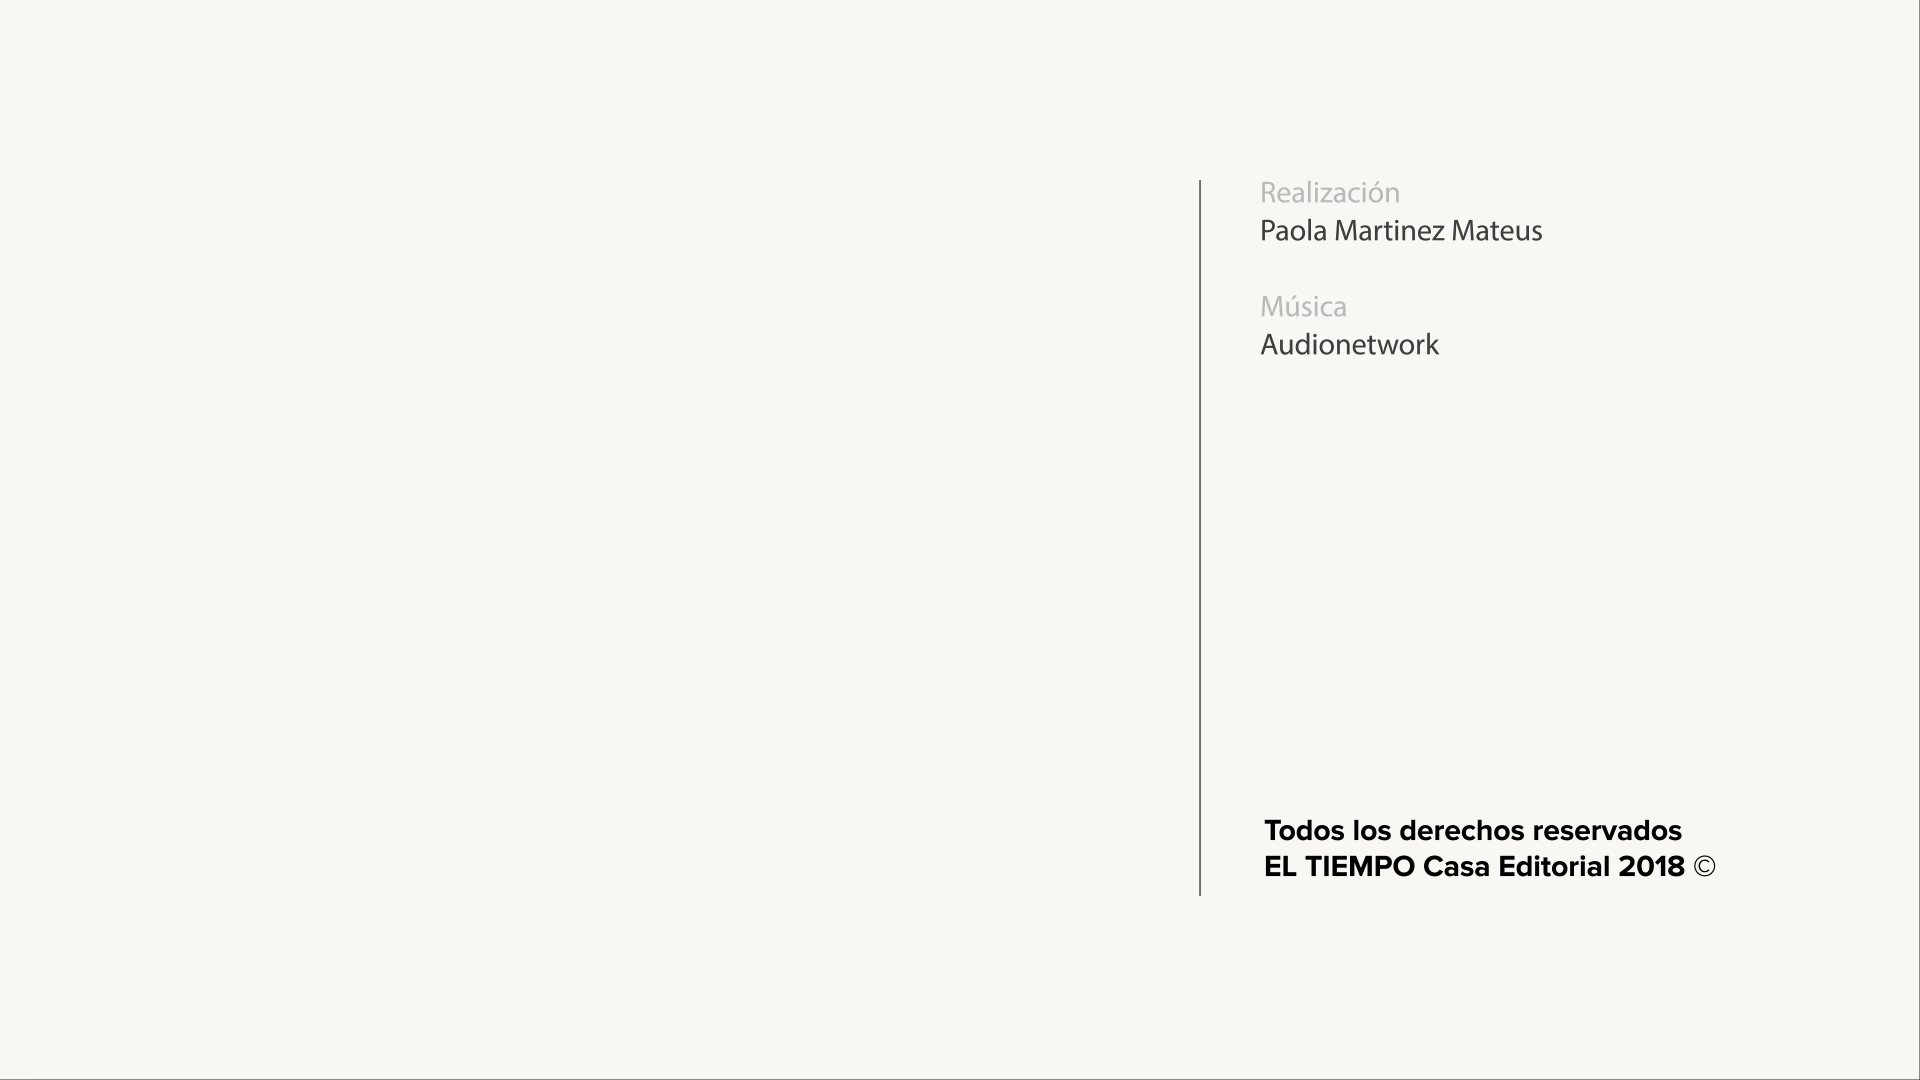 Realización
Paola Martinez Mateus
Música
Audionetwork
Todos los derechos reservados
EL TIEMPO Casa Editorial 2018 ©